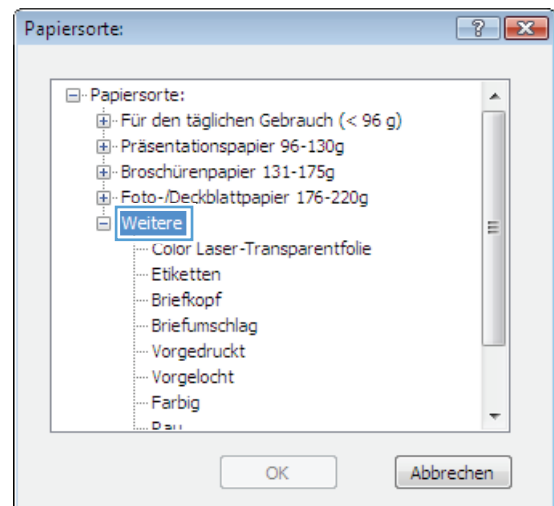 Papiersorte:
Papiersorte:
Für den täglichen Gebrauch (< 96 g)
Präsentationspapier 96-130g
Broschürenpapier 131-175g
Foto-/Deckblattpapier 176-220g
Weitere
Color Laser-Transparentfolie
Etiketten
Briefkopf
Briefumschlag
Vorgedruckt
Vorgelocht
Farbig
OK
Abbrechen